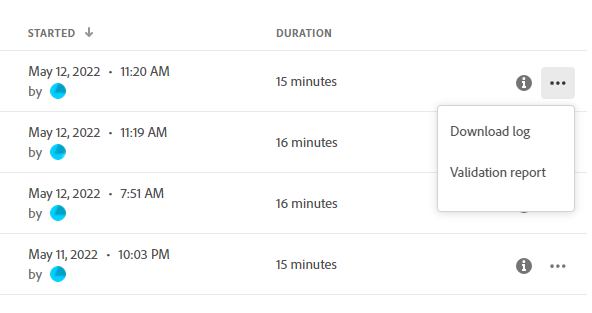 STARTED DURATION
May 12, 2022 • 11:20 AM
by
15 minutes
Download log
Validation report
May 12, 2022 • 11:19 AM
by
16 minutes
May 12, 2022 • 7:51 AM
by
16 minutes
May 11, 2022 • 10:03 PM
by
15 minutes